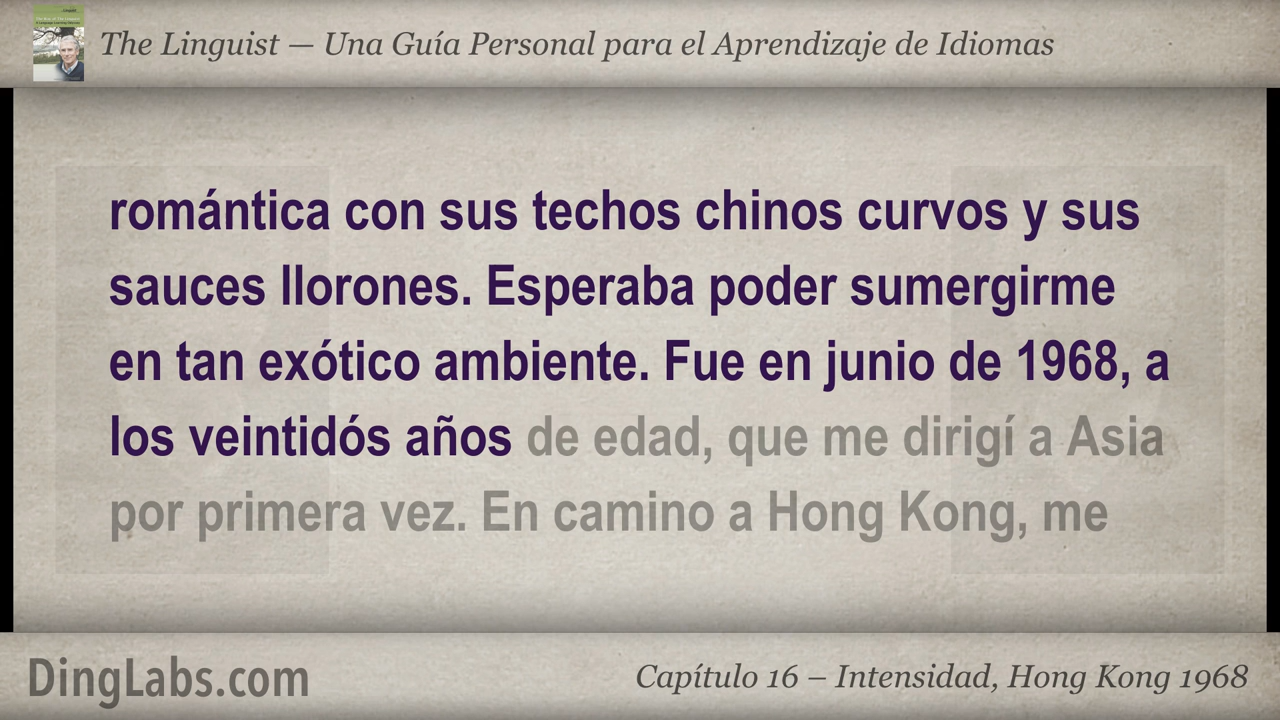 The Linguist — Una Guía Personal para el Aprendizaje de Idiomas
romántica con sus techos chinos curvos y sus
sauces llorones. Esperaba poder sumergirme
en tan exótico ambiente. Fue en junio de 1968, a
los veintidós años de edad, que me dirigí a Asia
por primera vez. En camino a Hong Kong, me
DingLabs.com
Capítulo 16 – Intensidad, Hong Kong 1968